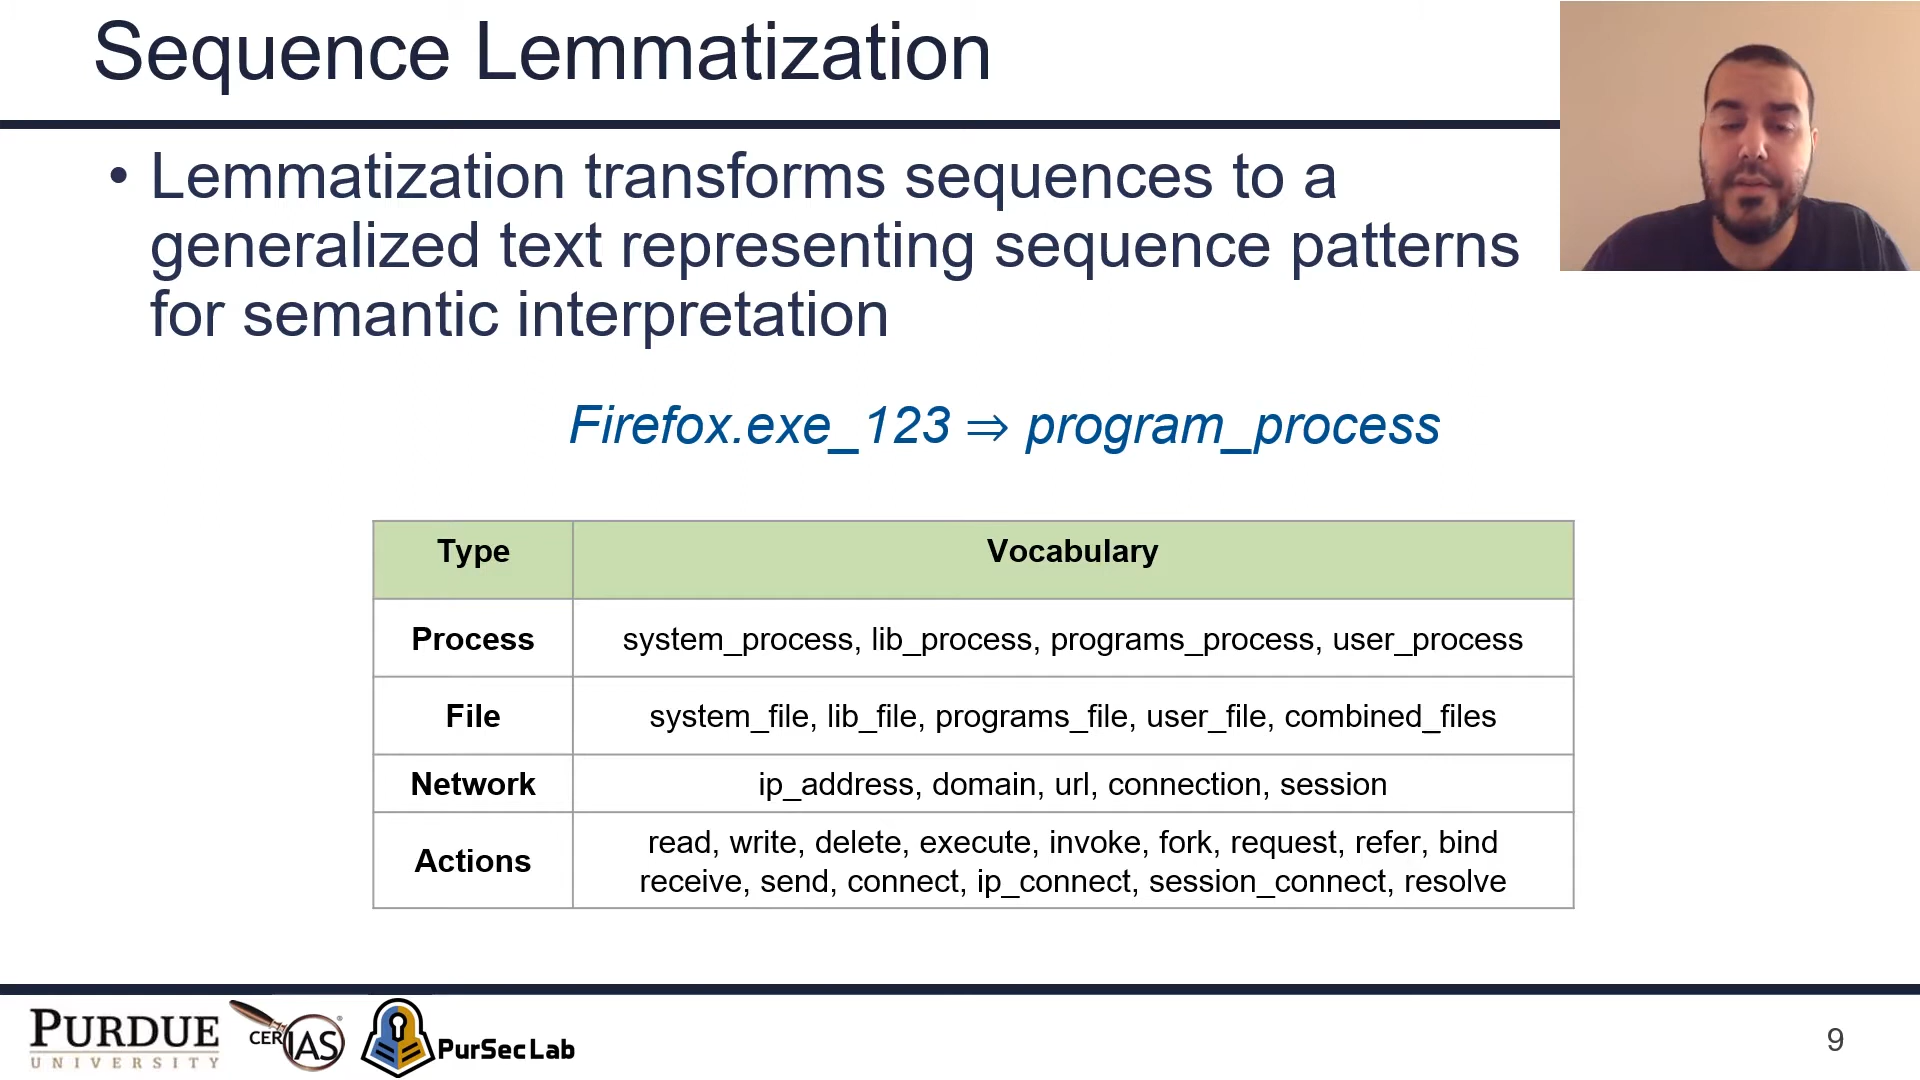 Sequence Lemmatization
• Lemmatization transforms sequences to a
generalized text representing sequence patterns
for semantic interpretation
Firefox.exe_123 ⇒ program_process
Type Vocabulary
Process system_process, lib_process, programs_process, user_process
File system_file, lib_file, programs_file, user_file, combined_files
Network ip_address, domain, url, connection, session
Actions read, write, delete, execute, invoke, fork, request, refer, bind
receive, send, connect, ip_connect, session_connect, resolve
PURDUE
UNIVERSITY
CERIAS
PurSecLab
9